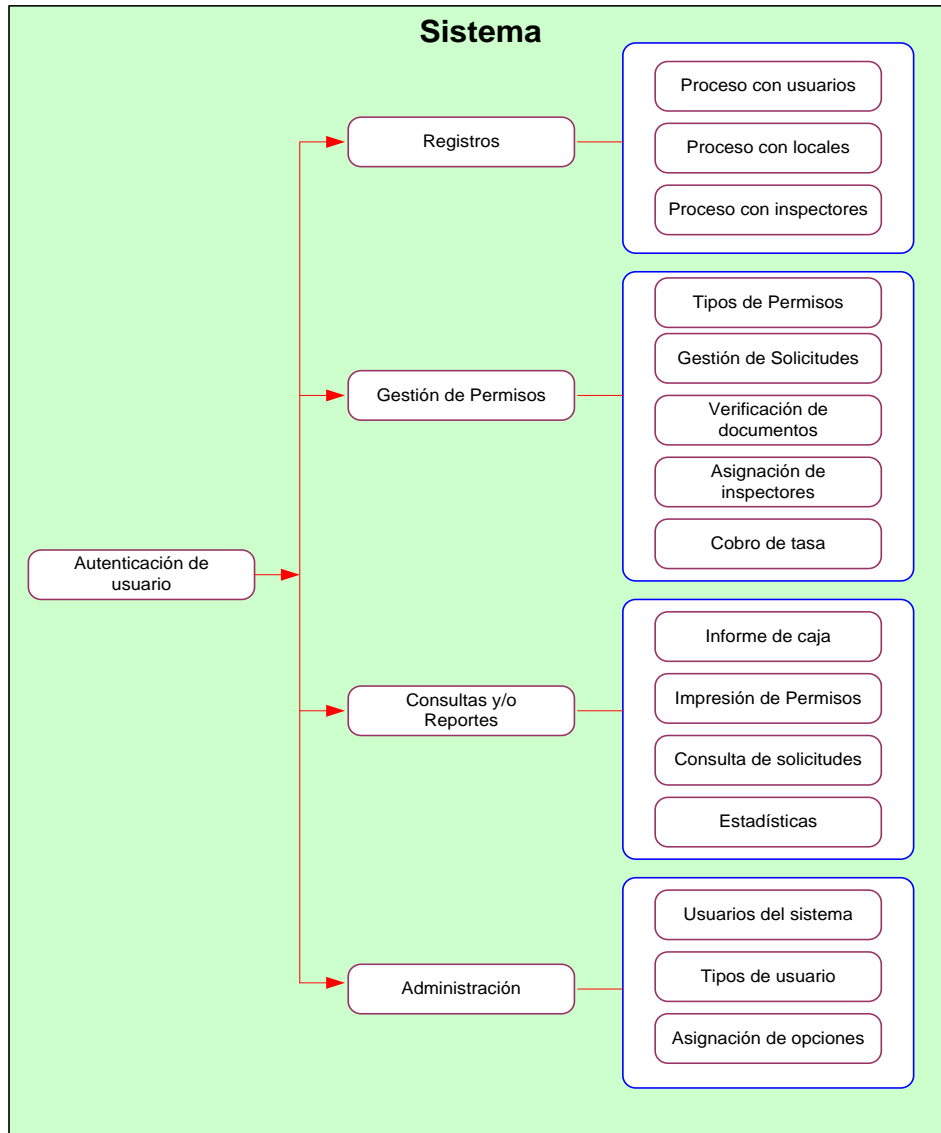 Sistema
Autenticación de
usuario
Registros
Proceso con usuarios
Proceso con locales
Proceso con inspectores
Gestión de Permisos
Tipos de Permisos
Gestión de Solicitudes
Verificación de
documentos
Asignación de
inspectores
Cobro de tasa
Consultas y/o
Reportes
Informe de caja
Impresión de Permisos
Consulta de solicitudes
Estadísticas
Administración
Usuarios del sistema
Tipos de usuario
Asignación de opciones